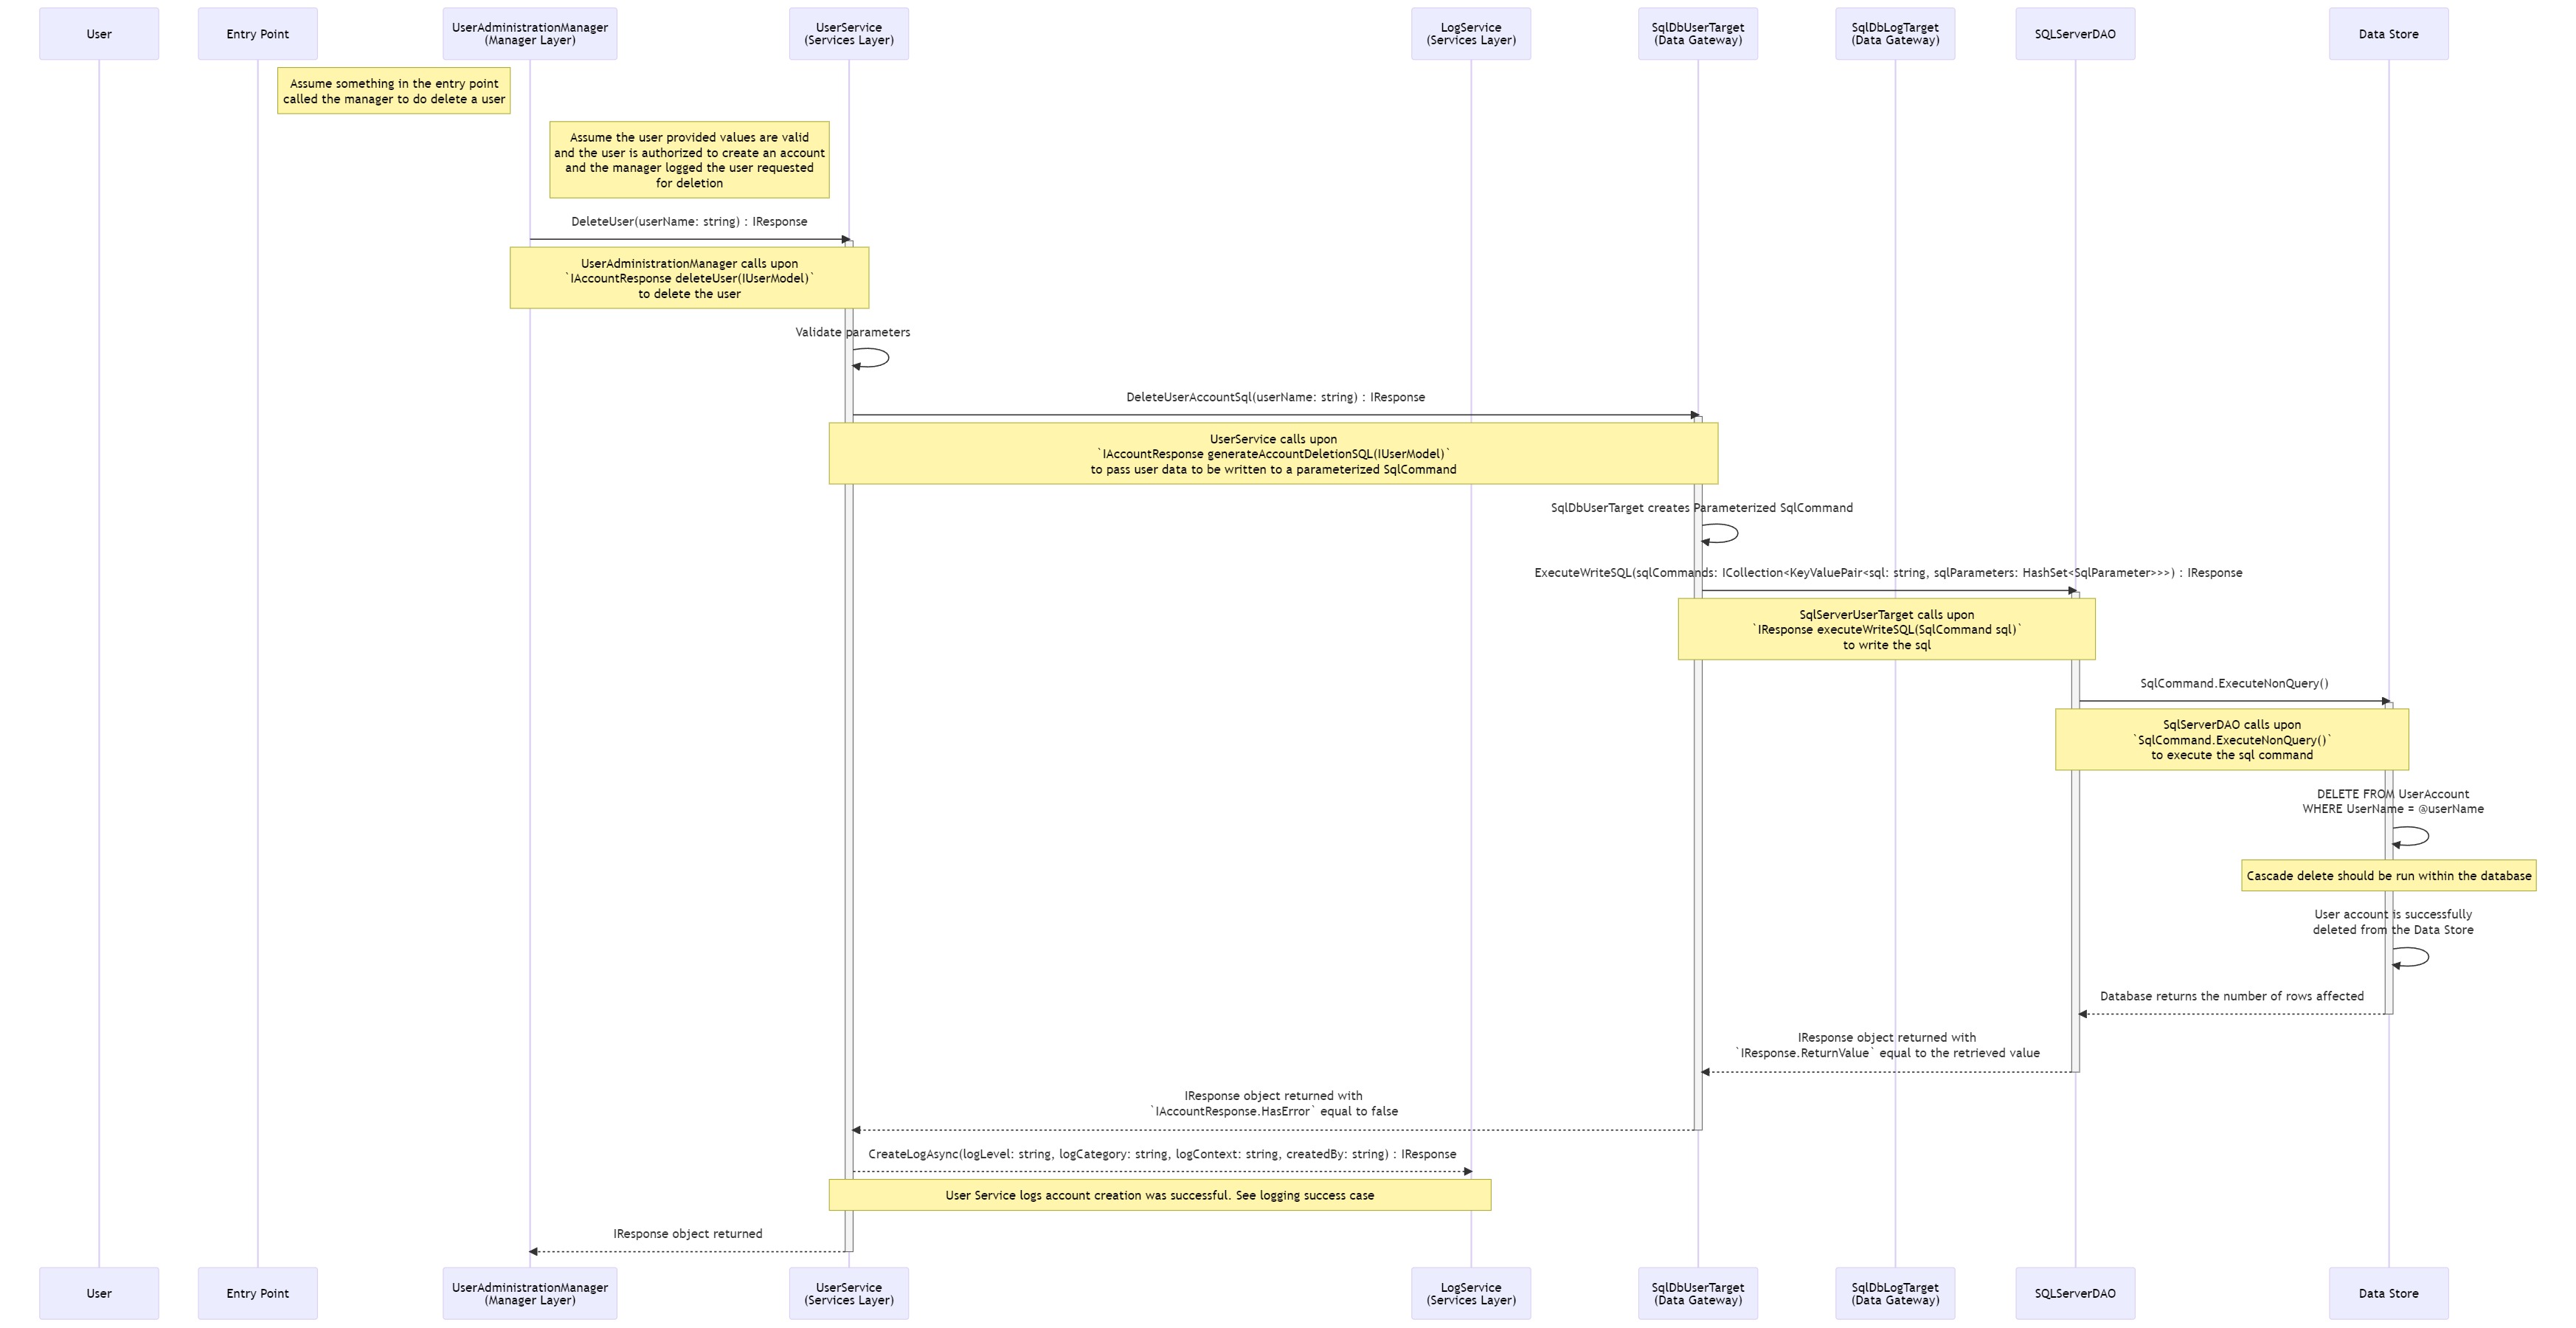 User
Entry Point
UserAdministrationManager
(Manager Layer)
UserService
(Services Layer)
LogService
(Services Layer)
SqlDbUserTarget
(Data Gateway)
SqlDbLogTarget
(Data Gateway)
SQLServerDAO
Data Store
Assume something in the entry point
called the manager to do delete a user
Assume the user provided values are valid
and the user is authorized to create an account
and the manager logged the user requested
for deletion
DeleteUser(userName: string) : IResponse
UserAdministrationManager calls upon
`IAccountResponse deleteUser(IUserModel)`
to delete the user
Validate parameters
DeleteUserAccountSql(userName: string) : IResponse
UserService calls upon
`IAccountResponse generateAccountDeletionSQL(IUserModel)`
to pass user data to be written to a parameterized SqlCommand
SqlDbUserTarget creates Parameterized SqlCommand
ExecuteWriteSQL(sqlCommands: ICollection<KeyValuePair<sql: string, sqlParameters: HashSet<SqlParameter>>>) : IResponse
SqlServerUserTarget calls upon
`IResponse executeWriteSQL(SqlCommand sql)`
to write the sql
SqlCommand.ExecuteNonQuery()
SqlServerDAO calls upon
`SqlCommand.ExecuteNonQuery()`
to execute the sql command
DELETE FROM UserAccount
WHERE UserName = @userName
Cascade delete should be run within the database
User account is successfully
deleted from the Data Store
Database returns the number of rows affected
IResponse object returned with
`IResponse.ReturnValue` equal to the retrieved value
IResponse object returned with
`IAccountResponse.HasError` equal to false
CreateLogAsync(logLevel: string, logCategory: string, logContext: string, createdBy: string) : IResponse
User Service logs account creation was successful. See logging success case
IResponse object returned
User
Entry Point
UserAdministrationManager
(Manager Layer)
UserService
(Services Layer)
LogService
(Services Layer)
SqlDbUserTarget
(Data Gateway)
SqlDbLogTarget
(Data Gateway)
SQLServerDAO
Data Store